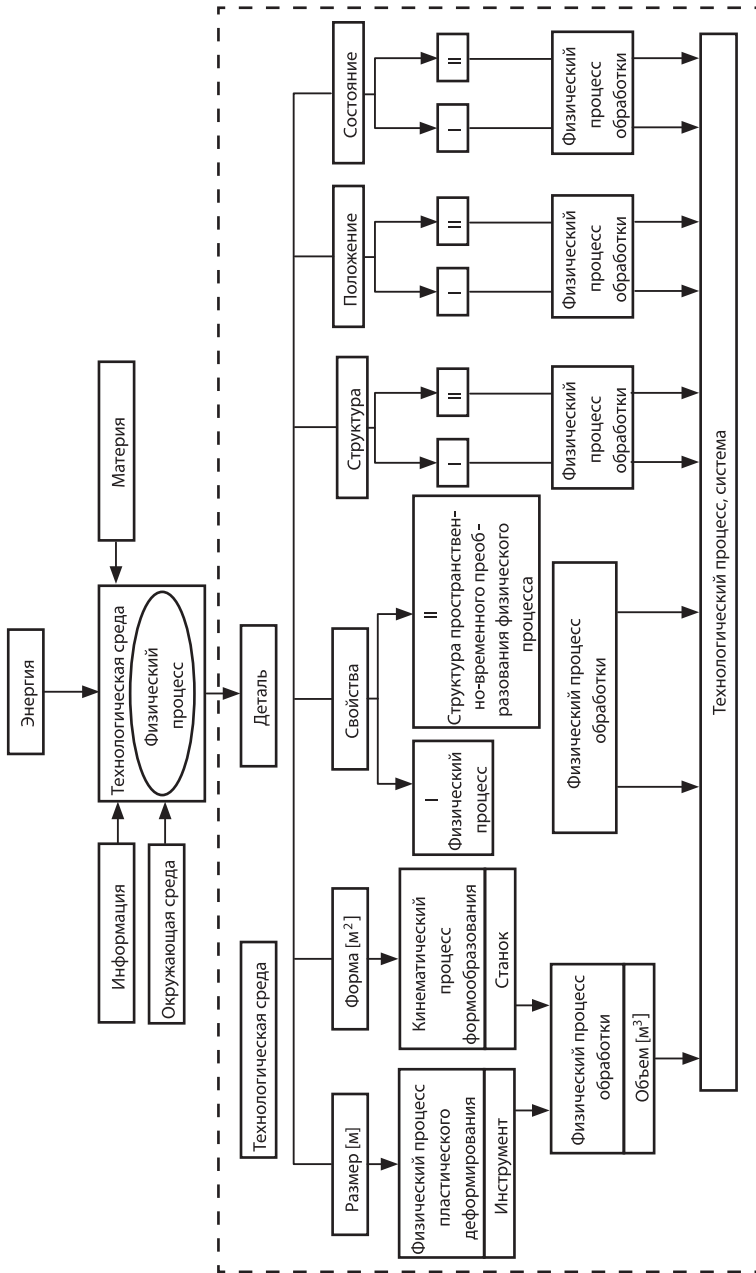 Энергия
Информация
Окружающая среда
Технологическая среда
Физический
процесс
Материя
Технологическая среда
Деталь
Размер [м]
Форма [м²]
Свойства
Структура
Положение
Состояние
Физический процесс
пластического
деформирования
Инструмент
Кинематический
процесс
формообразования
Станок
I
Физический
процесс
II
Структура пространствен-
но-временного преоб-
разования физического
процесса
I
II
I
II
I
II
Физический процесс
обработки
Объем [м³]
Физический процесс
обработки
Физический
процесс
обработки
Физический
процесс
обработки
Физический
процесс
обработки
Технологический процесс, система